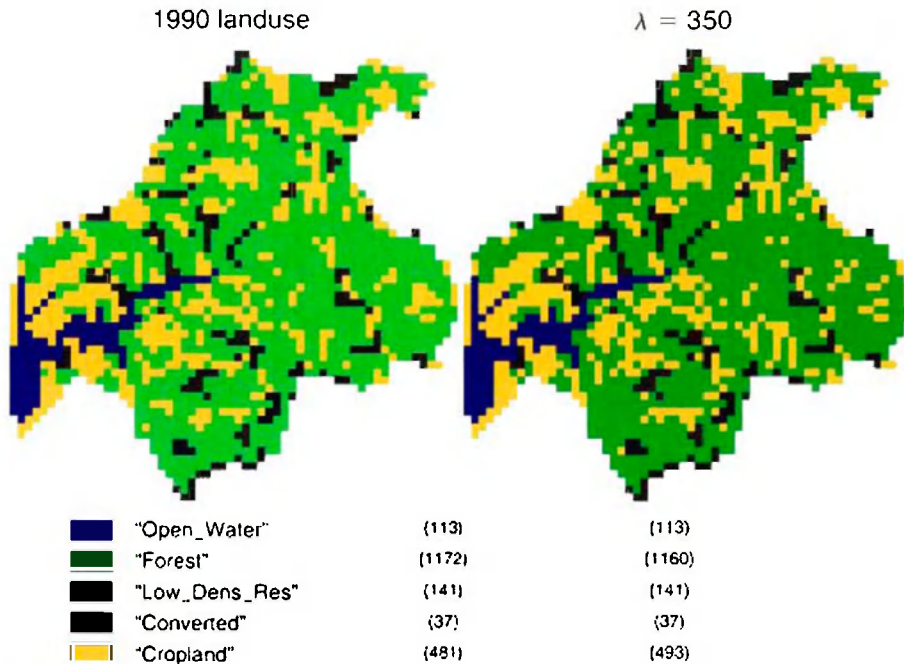 1990 landuse λ = 350
"Open_Water" (113) (113)
"Forest" (1172) (1160)
"Low_Dens_Res" (141) (141)
"Converted" (37) (37)
"Cropland" (481) (493)